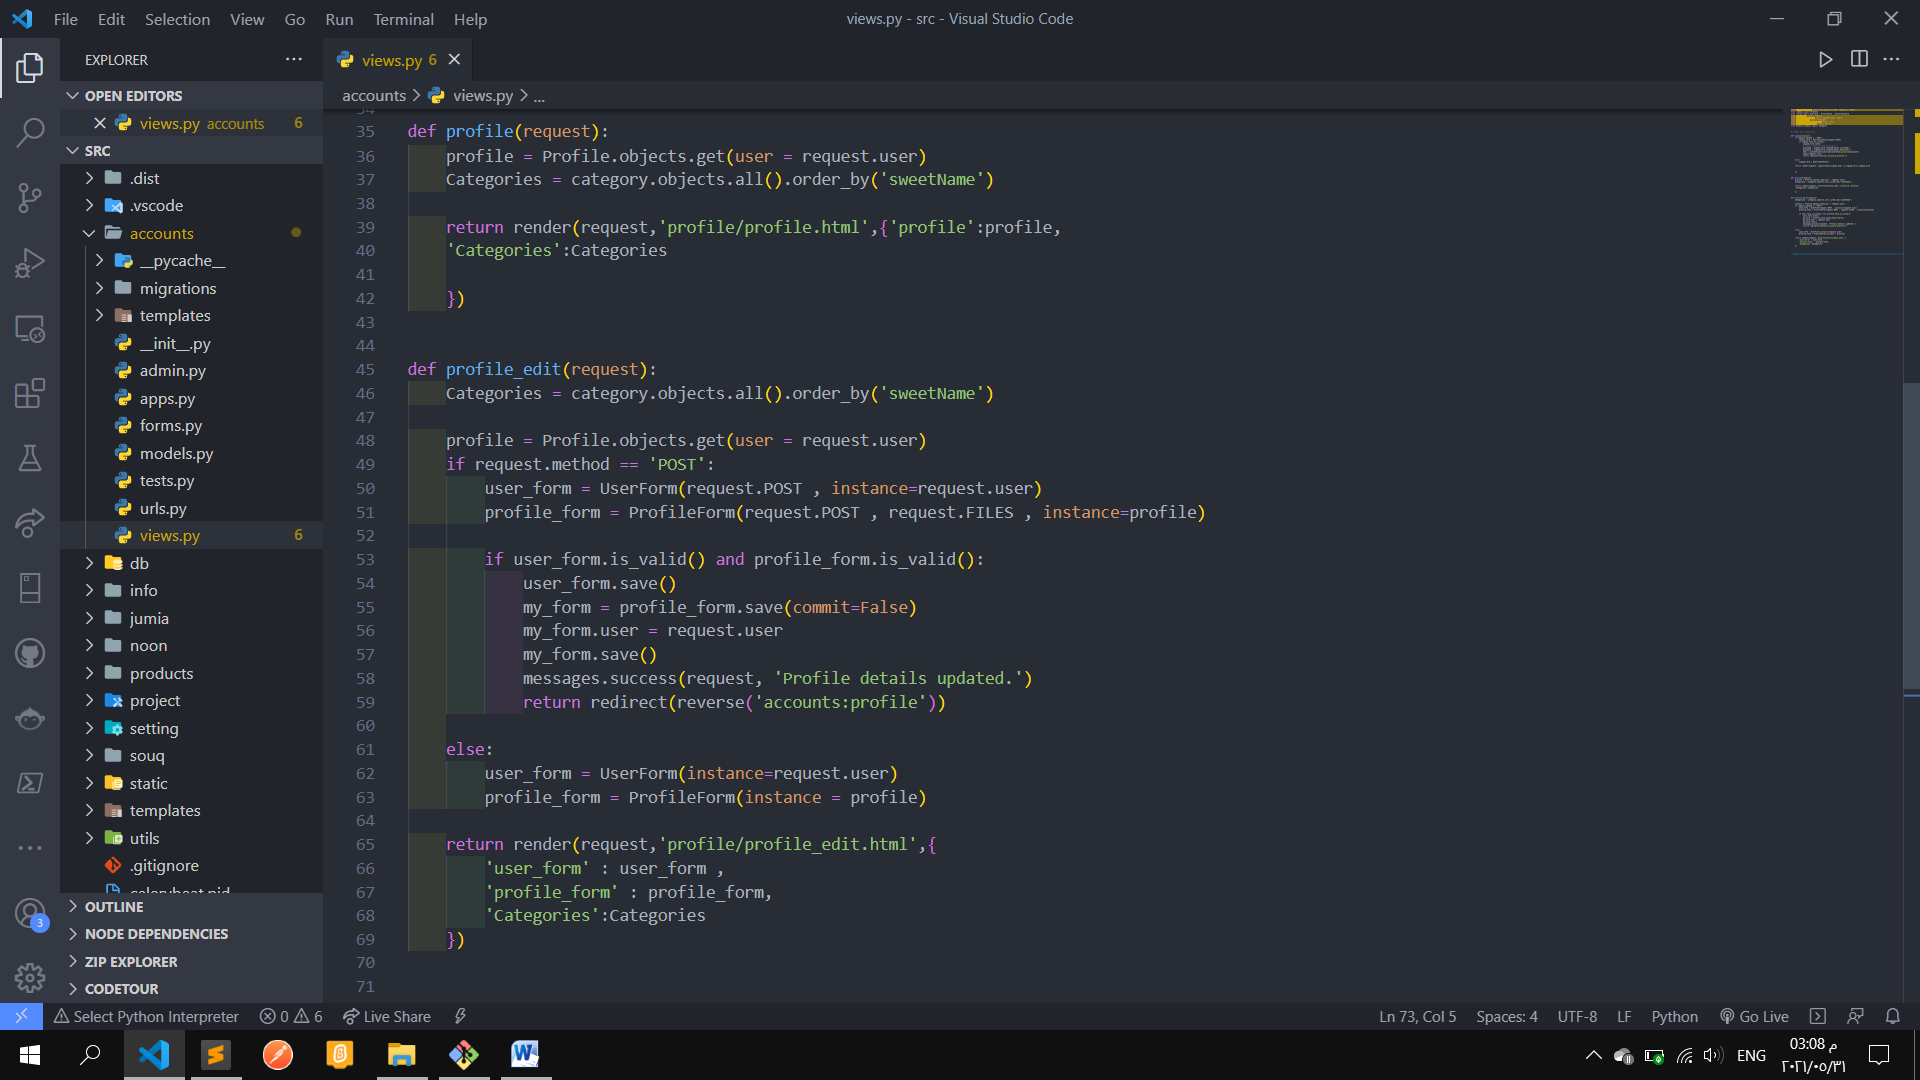 File Edit Selection View Go Run Terminal Help
views.py - src - Visual Studio Code
EXPLORER
OPEN EDITORS
views.py accounts 6
SRC
.dist
.vscode
accounts
__pycache__
migrations
templates
__init__.py
admin.py
apps.py
forms.py
models.py
tests.py
urls.py
views.py 6
db
info
jumia
noon
products
project
setting
souq
static
templates
utils
.gitignore
OUTLINE
NODE DEPENDENCIES
ZIP EXPLORER
CODETOUR
views.py 6
accounts > views.py > ...
34
35 def profile(request):
36     profile = Profile.objects.get(user = request.user)
37     Categories = category.objects.all().order_by('sweetName')
38
39     return render(request,'profile/profile.html',{'profile':profile,
40     'Categories':Categories
41
42     })
43
44
45 def profile_edit(request):
46     Categories = category.objects.all().order_by('sweetName')
47
48     profile = Profile.objects.get(user = request.user)
49     if request.method == 'POST':
50         user_form = UserForm(request.POST , instance=request.user)
51         profile_form = ProfileForm(request.POST , request.FILES , instance=profile)
52
53         if user_form.is_valid() and profile_form.is_valid():
54             user_form.save()
55             my_form = profile_form.save(commit=False)
56             my_form.user = request.user
57             my_form.save()
58             messages.success(request, 'Profile details updated.')
59             return redirect(reverse('accounts:profile'))
60
61     else:
62         user_form = UserForm(instance=request.user)
63         profile_form = ProfileForm(instance = profile)
64
65     return render(request,'profile/profile_edit.html',{
66         'user_form' : user_form ,
67         'profile_form' : profile_form,
68         'Categories':Categories
69     })
70
71
3
Select Python Interpreter 0 6 Live Share
Ln 73, Col 5 Spaces: 4 UTF-8 LF Python Go Live
ENG
03:08 م
٢٠٢١/٠٥/٣١